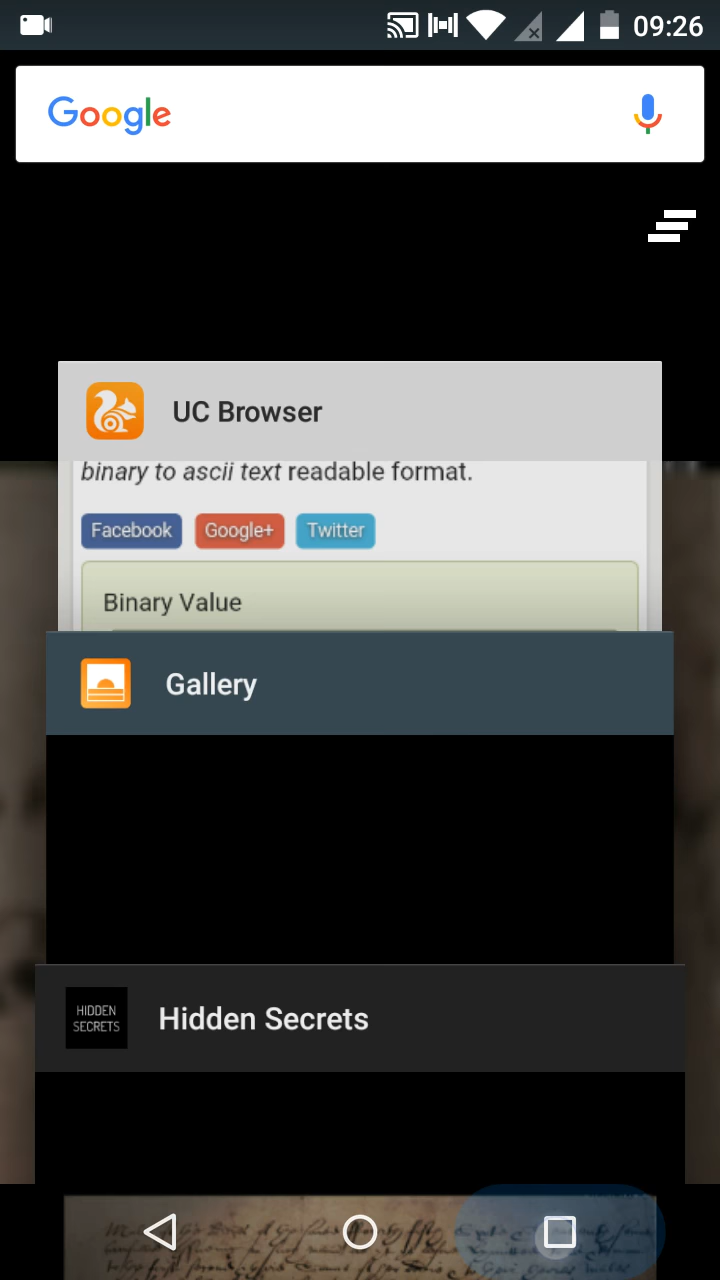 09:26
Google
UC Browser
binary to ascii text readable format.
Facebook Google+ Twitter
Binary Value
Gallery
HIDDEN
SECRETS
Hidden Secrets